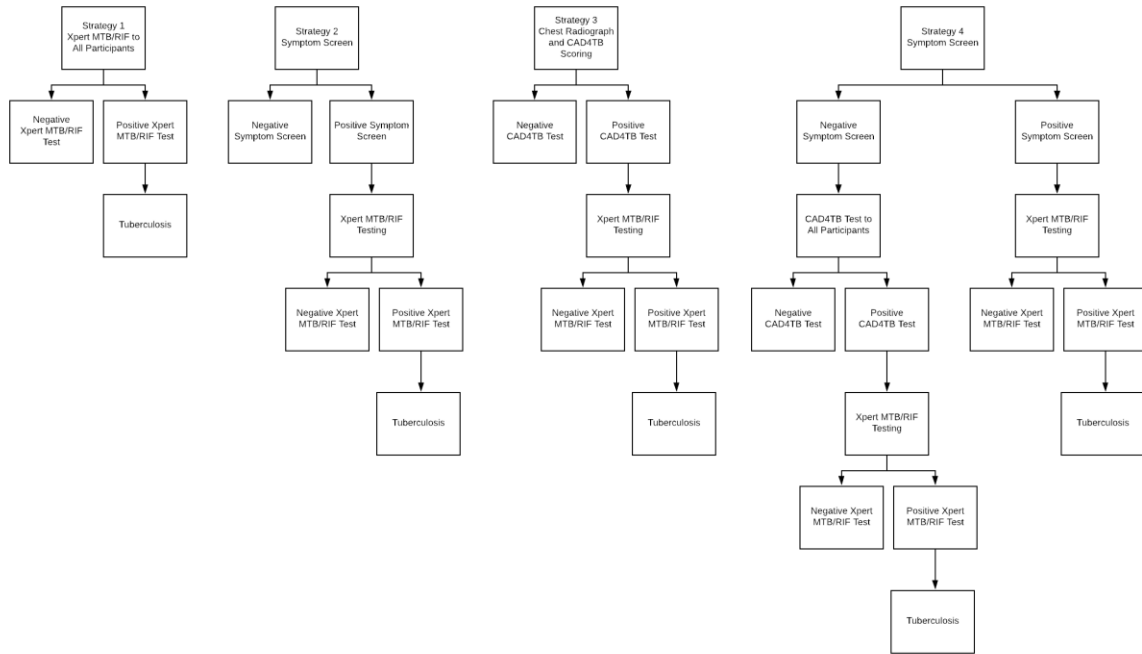 Strategy 1
Xpert MTB/RIF to
All Participants
Negative
Xpert MTB/RIF
Test
Positive Xpert
MTB/RIF Test
Tuberculosis
Strategy 2
Symptom Screen
Negative
Symptom Screen
Positive Symptom
Screen
Xpert MTB/RIF
Testing
Negative Xpert
MTB/RIF Test
Positive Xpert
MTB/RIF Test
Tuberculosis
Strategy 3
Chest Radiograph
and CAD4TB
Scoring
Negative
CAD4TB Test
Positive
CAD4TB Test
Xpert MTB/RIF
Testing
Negative Xpert
MTB/RIF Test
Positive Xpert
MTB/RIF Test
Tuberculosis
Strategy 4
Symptom Screen
Negative
Symptom Screen
CAD4TB Test to
All Participants
Negative
CAD4TB Test
Positive
CAD4TB Test
Xpert MTB/RIF
Testing
Negative Xpert
MTB/RIF Test
Positive Xpert
MTB/RIF Test
Tuberculosis
Positive
Symptom Screen
Xpert MTB/RIF
Testing
Negative Xpert
MTB/RIF Test
Positive Xpert
MTB/RIF Test
Tuberculosis